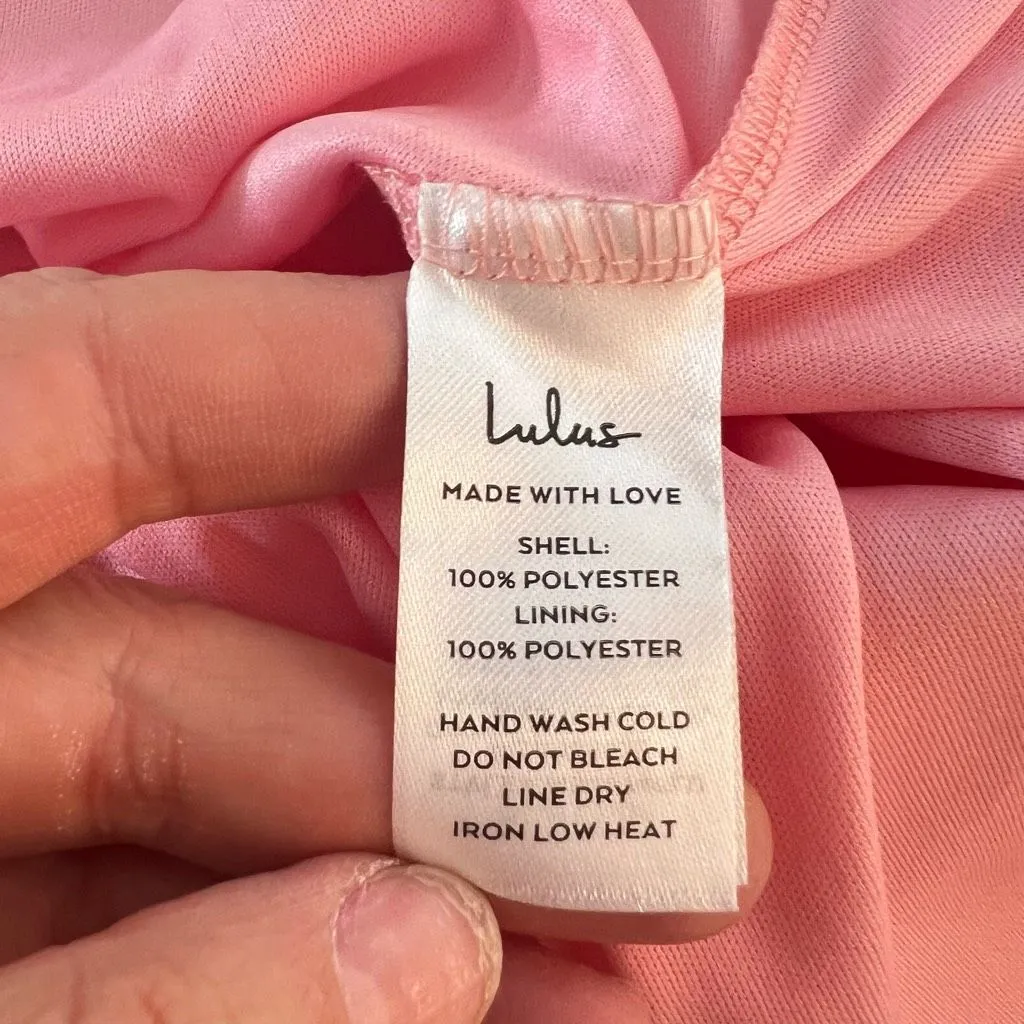 Lulus
MADE WITH LOVE
SHELL:
100% POLYESTER
LINING:
100% POLYESTER
HAND WASH COLD
DO NOT BLEACH
LINE DRY
IRON LOW HEAT